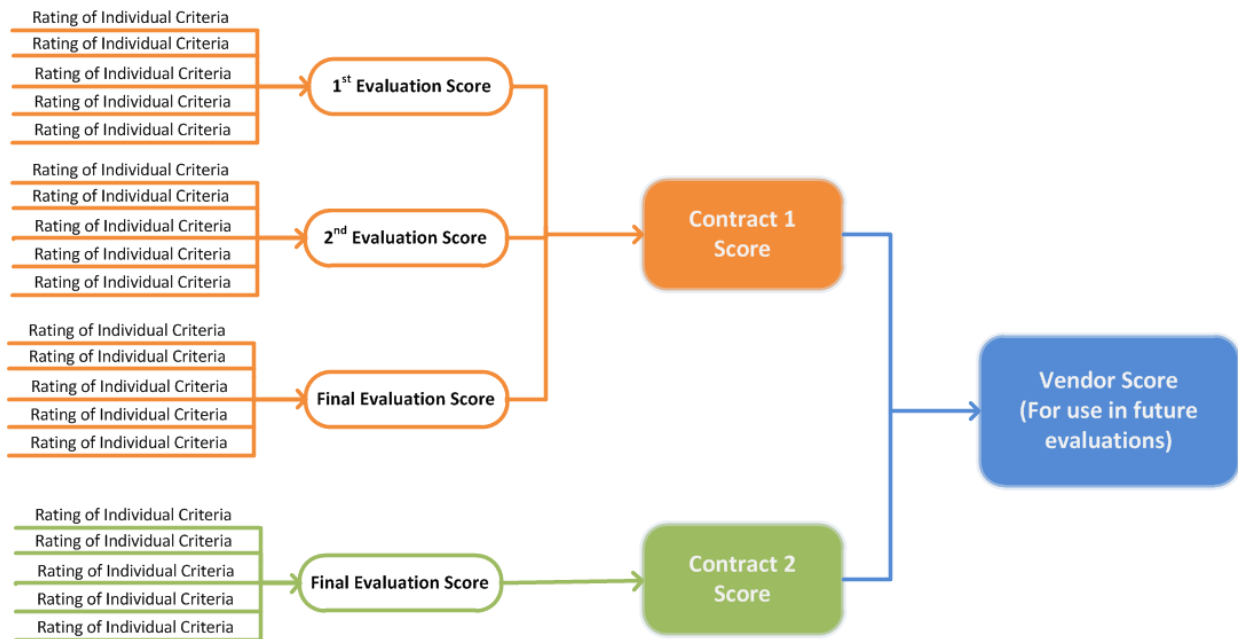 Rating of Individual Criteria
Rating of Individual Criteria
Rating of Individual Criteria
Rating of Individual Criteria
Rating of Individual Criteria
1st Evaluation Score
Rating of Individual Criteria
Rating of Individual Criteria
Rating of Individual Criteria
Rating of Individual Criteria
Rating of Individual Criteria
2nd Evaluation Score
Rating of Individual Criteria
Rating of Individual Criteria
Rating of Individual Criteria
Rating of Individual Criteria
Rating of Individual Criteria
Final Evaluation Score
Contract 1
Score
Rating of Individual Criteria
Rating of Individual Criteria
Rating of Individual Criteria
Rating of Individual Criteria
Rating of Individual Criteria
Final Evaluation Score
Contract 2
Score
Vendor Score
(For use in future
evaluations)